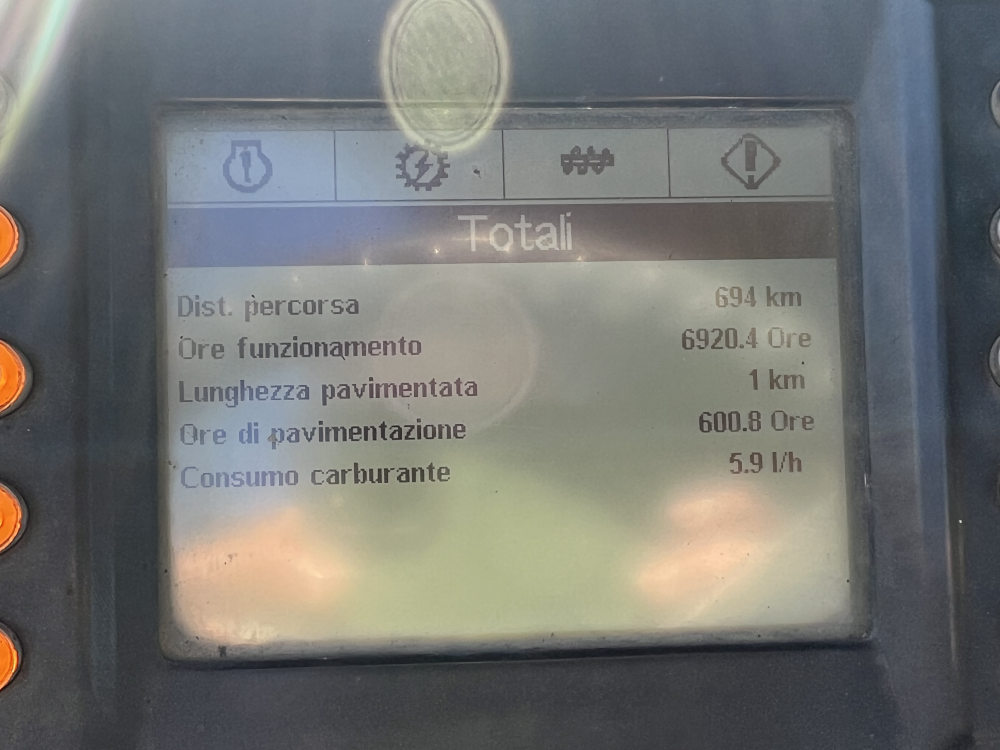 Totali
Dist. percorsa 694 km
Ore funzionamento 6920.4 Ore
Lunghezza pavimentata 1 km
Ore di pavimentazione 600.8 Ore
Consumo carburante 5.9 l/h